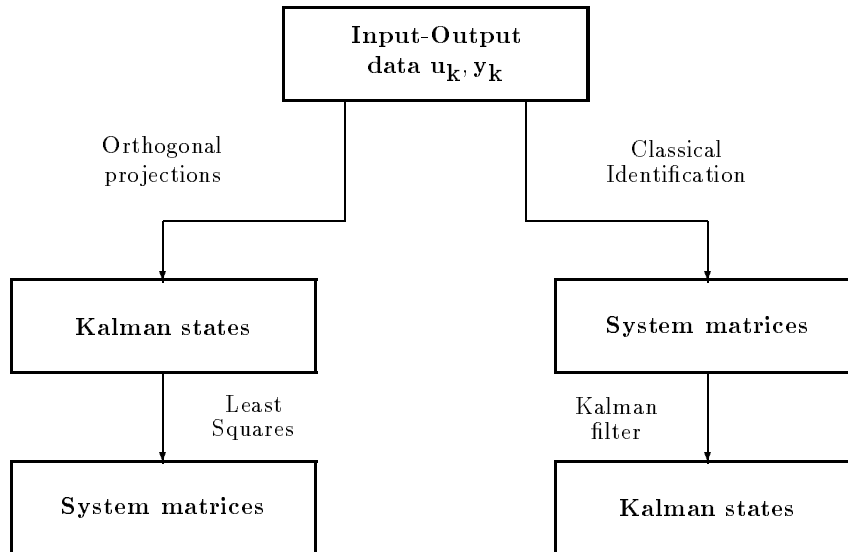 Input-Output
data u_k, y_k
Orthogonal
projections
Classical
Identification
Kalman states
System matrices
Least
Squares
Kalman
filter
System matrices
Kalman states